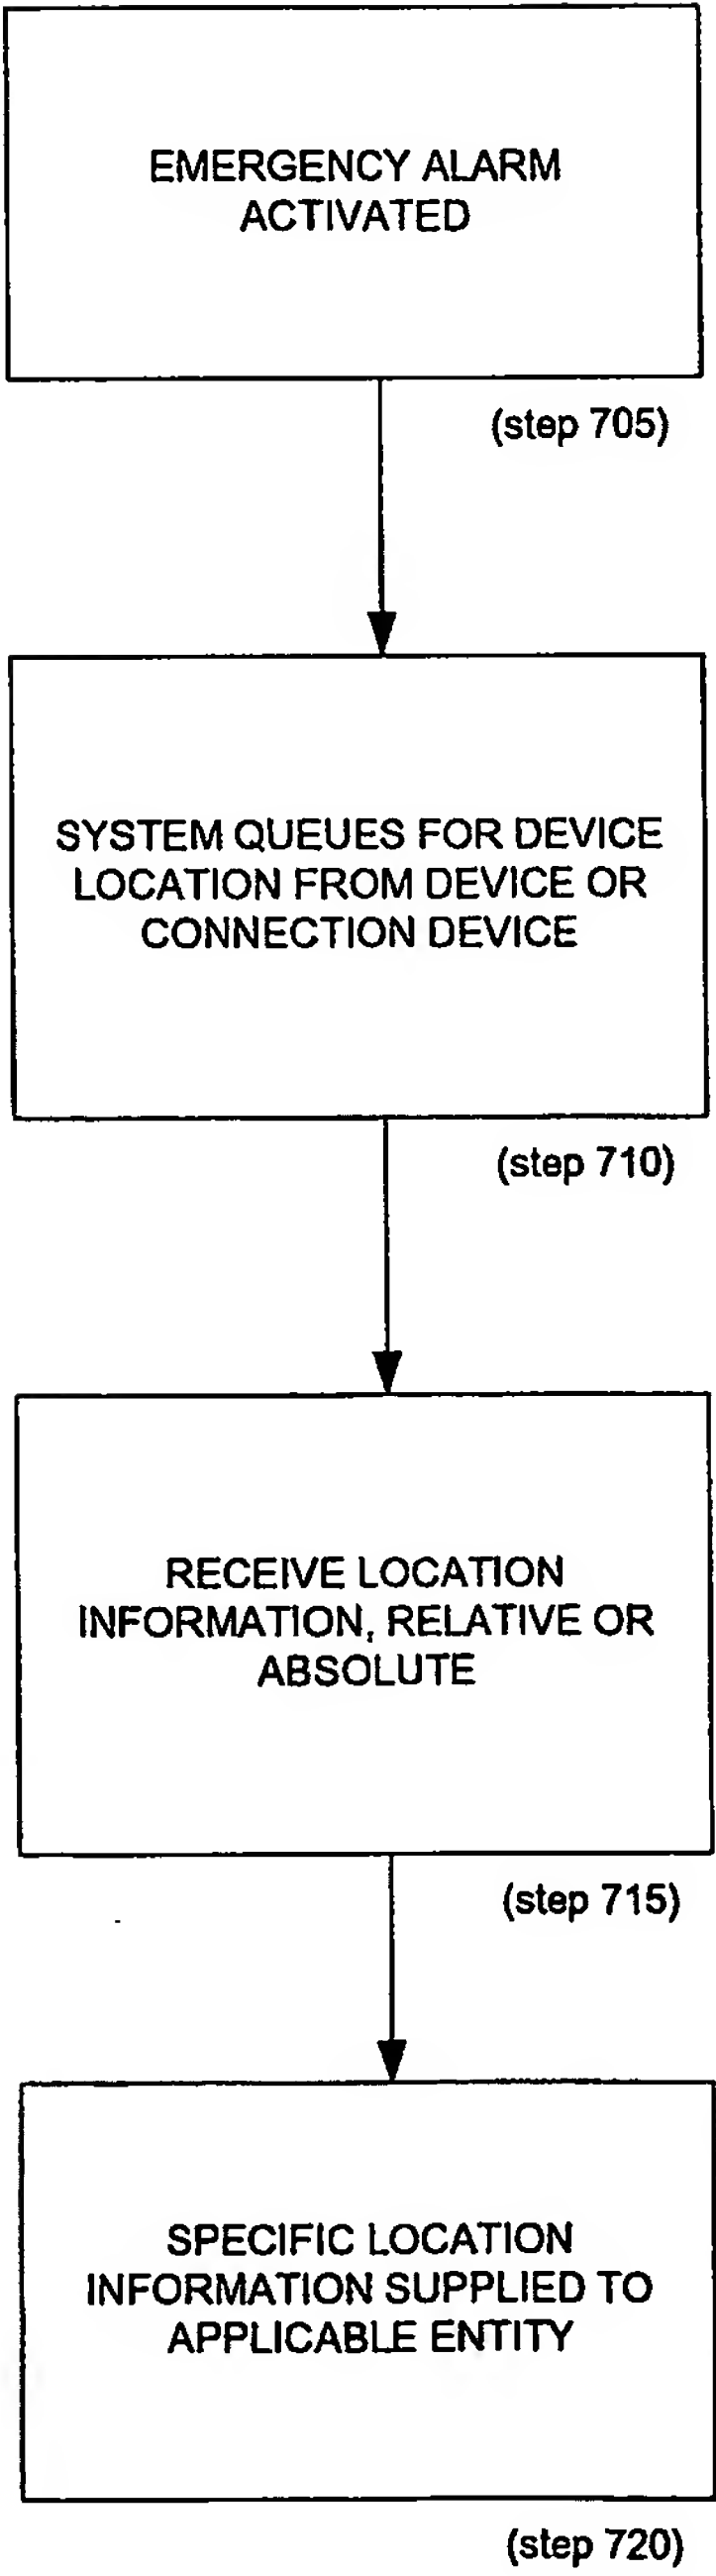 EMERGENCY ALARM
ACTIVATED
(step 705)
SYSTEM QUEUES FOR DEVICE
LOCATION FROM DEVICE OR
CONNECTION DEVICE
(step 710)
RECEIVE LOCATION
INFORMATION, RELATIVE OR
ABSOLUTE
(step 715)
SPECIFIC LOCATION
INFORMATION SUPPLIED TO
APPLICABLE ENTITY
(step 720)